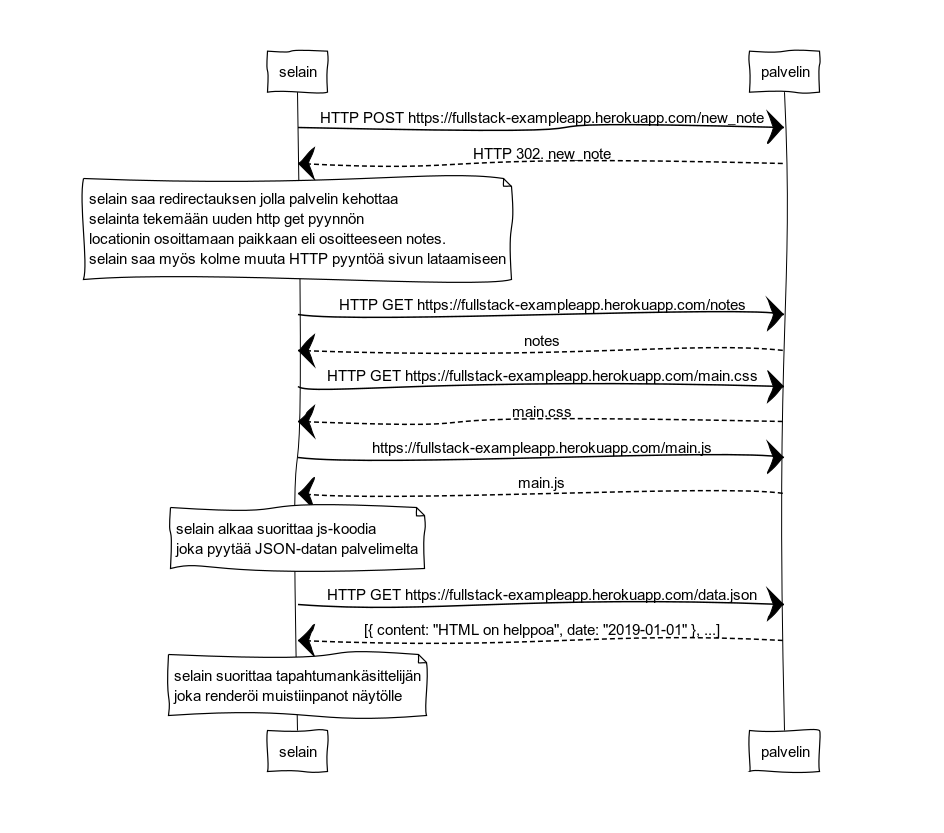 selain
palvelin
HTTP POST https://fullstack-exampleapp.herokuapp.com/new_note
HTTP 302. new_note
selain saa redirectauksen jolla palvelin kehottaa
selainta tekemään uuden http get pyynnön
locationin osoittamaan paikkaan eli osoitteeseen notes.
selain saa myös kolme muuta HTTP pyyntöä sivun lataamiseen
HTTP GET https://fullstack-exampleapp.herokuapp.com/notes
notes
HTTP GET https://fullstack-exampleapp.herokuapp.com/main.css
main.css
https://fullstack-exampleapp.herokuapp.com/main.js
main.js
selain alkaa suorittaa js-koodia
joka pyytää JSON-datan palvelimelta
HTTP GET https://fullstack-exampleapp.herokuapp.com/data.json
[{ content: "HTML on helppoa", date: "2019-01-01" }, ...]
selain suorittaa tapahtumankäsittelijän
joka renderöi muistiinpanot näytölle
selain
palvelin